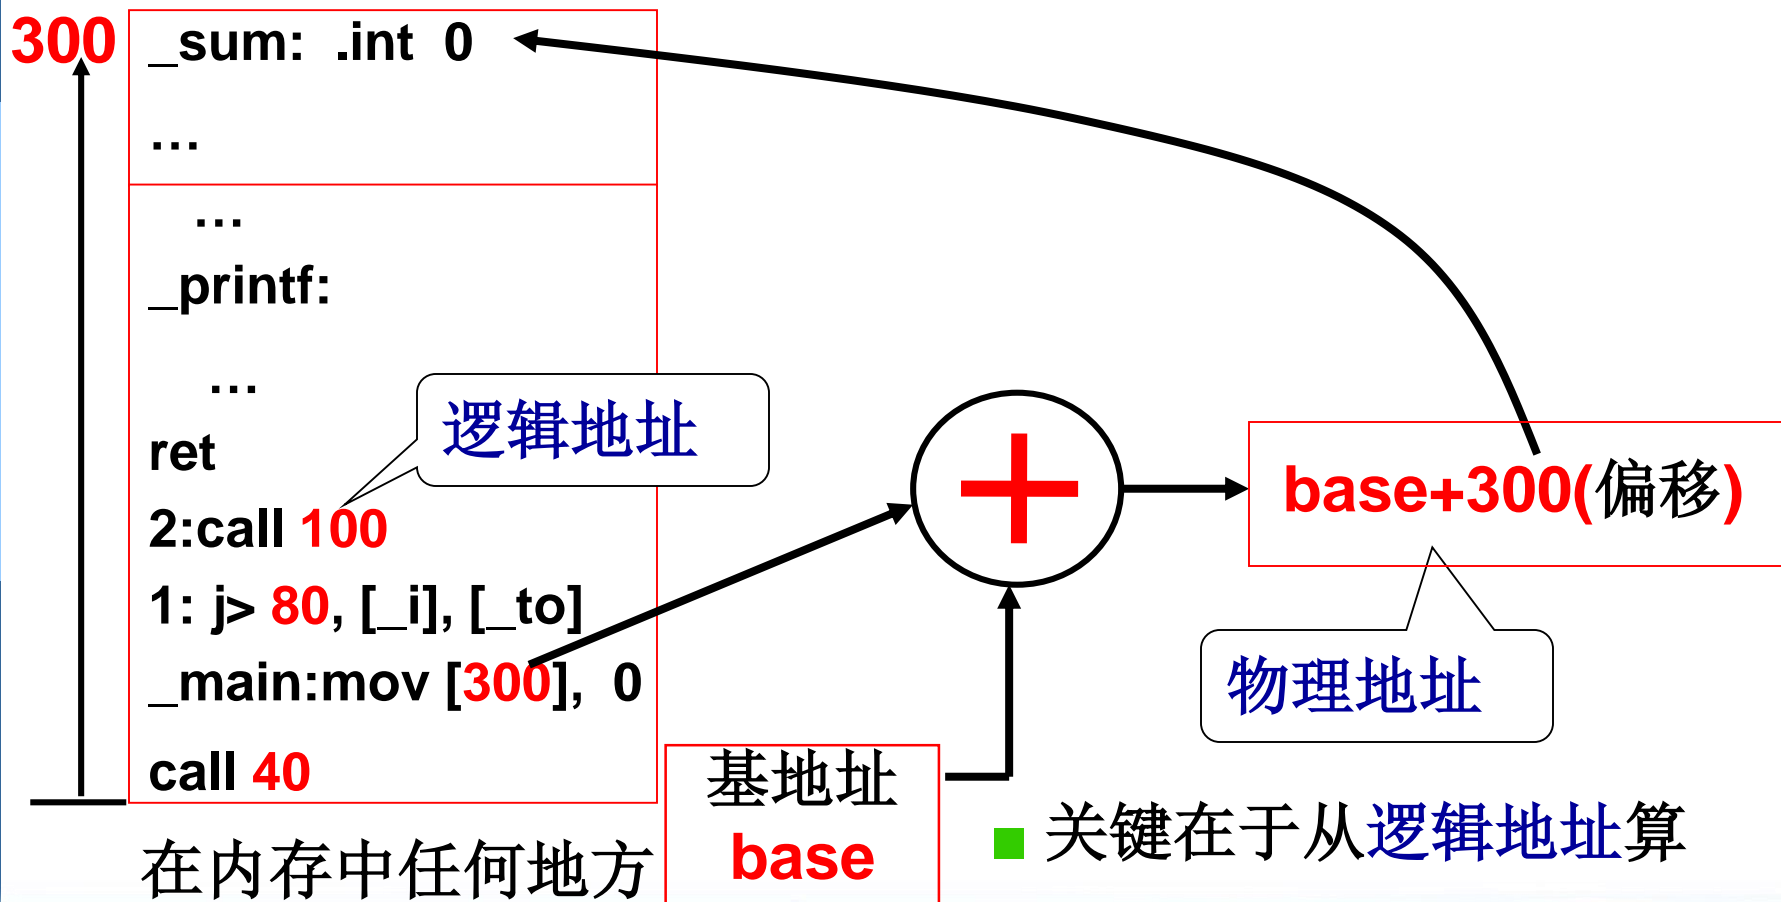 300
_sum: .int 0
...
...
_printf:
...
ret
2:call 100
1: j> 80, [_i], [_to]
_main:mov [300], 0
call 40
逻辑地址
base+300(偏移)
物理地址
基地址
base
在内存中任何地方
关键在于从逻辑地址算